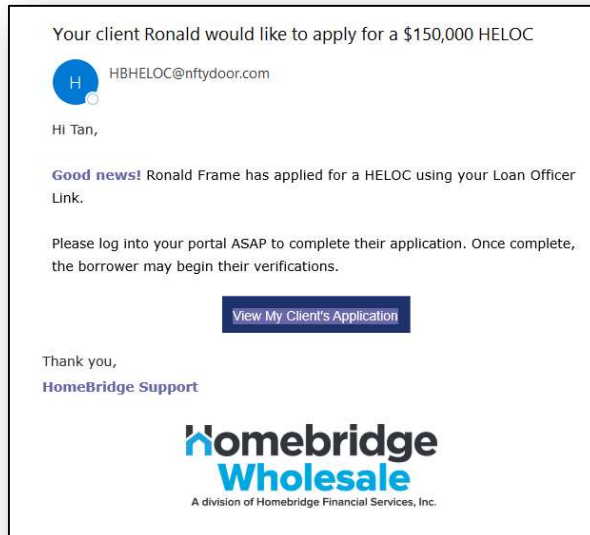 Your client Ronald would like to apply for a $150,000 HELOC
H
HBHELOC@nftydoor.com
Hi Tan,
Good news! Ronald Frame has applied for a HELOC using your Loan Officer
Link.
Please log into your portal ASAP to complete their application. Once complete,
the borrower may begin their verifications.
View My Client's Application
Thank you,
HomeBridge Support
Homebridge
Wholesale
A division of Homebridge Financial Services, Inc.